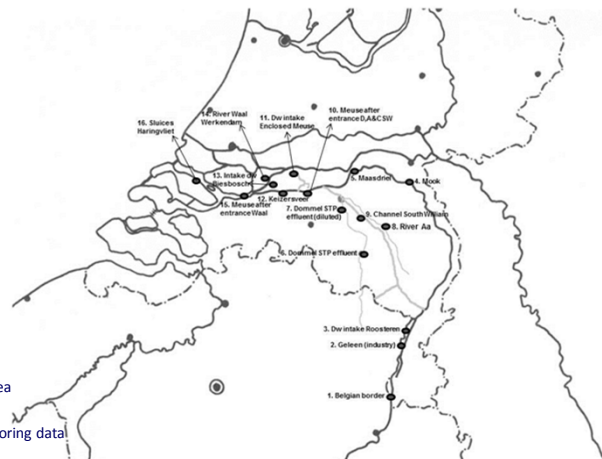 10. Meuse after
entrance D,A&CSW
11. Dw intake
Enclosed Meuse
14. River Waal
Werkendam
16. Sluices
Haringvliet
13. Intake dw
Biesbosch
5. Maasdriel
4. Mook
12. Keizersveer
15. Meuse after
entrance Waal
7. Dommel STP
effluent (diluted)
9. Channel South William
8. River Aa
6. Dommel STP effluent
3. Dw intake Roosteren
2. Geleen (industry)
1. Belgian border
ea
oring data